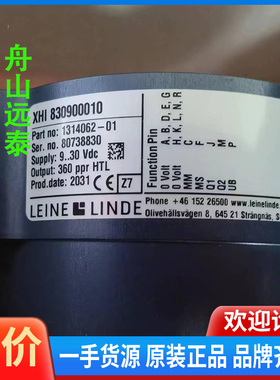 舟山远泰
XHI 830900010
Part no: 1314062-01
Ser no: 80738830
Supply: 9..30 Vdc
Output: 360 ppr HTL
Prod.date: 2031
CE
Z7
LEINE LINDE
Function Pin
0 Volt A, B, D, E, G
0 Volt H, K, L, N, R
MM C
MS F
Q1 J
Q2 M
UB P
Phone +46 152 26500 www.leinelinde
Olivehällsvägen 8, 645 21 Strängnäs, S
价
欢迎
一手货源 原装正品 品牌齐